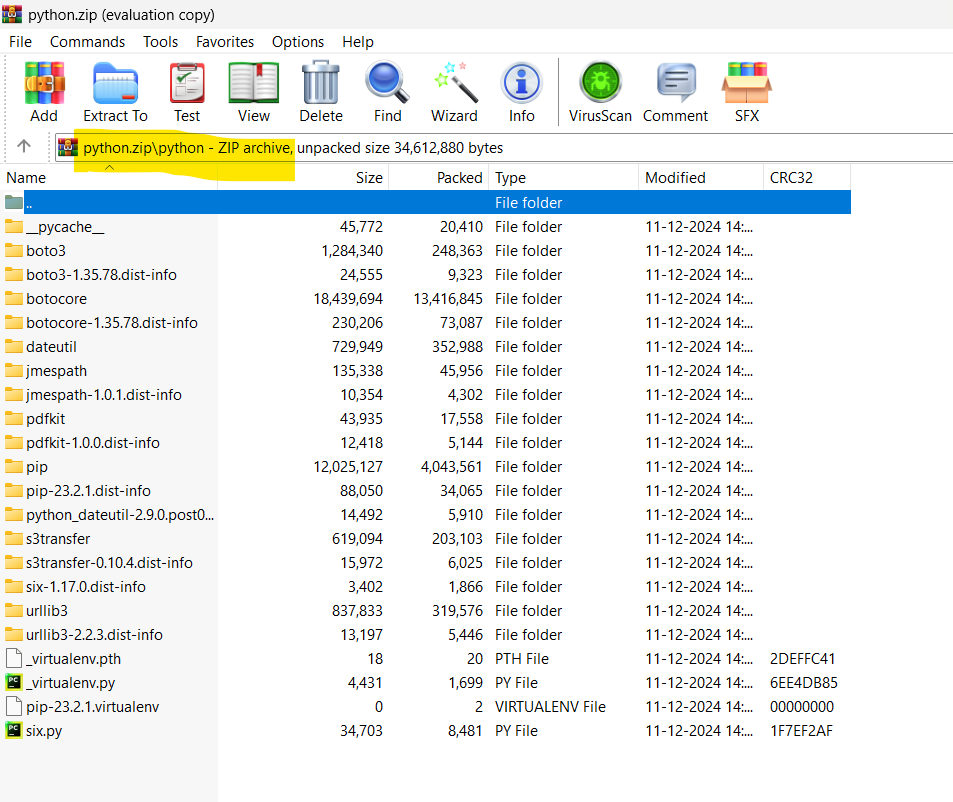 python.zip (evaluation copy)
File Commands Tools Favorites Options Help
Add Extract To Test View Delete Find Wizard Info VirusScan Comment SFX
python.zip\python - ZIP archive, unpacked size 34,612,880 bytes
Name Size Packed Type Modified CRC32
.. File folder
__pycache__ 45,772 20,410 File folder 11-12-2024 14:...
boto3 1,284,340 248,363 File folder 11-12-2024 14:...
boto3-1.35.78.dist-info 24,555 9,323 File folder 11-12-2024 14:...
botocore 18,439,694 13,416,845 File folder 11-12-2024 14:...
botocore-1.35.78.dist-info 230,206 73,087 File folder 11-12-2024 14:...
dateutil 729,949 352,988 File folder 11-12-2024 14:...
jmespath 135,338 45,956 File folder 11-12-2024 14:...
jmespath-1.0.1.dist-info 10,354 4,302 File folder 11-12-2024 14:...
pdfkit 43,935 17,558 File folder 11-12-2024 14:...
pdfkit-1.0.0.dist-info 12,418 5,144 File folder 11-12-2024 14:...
pip 12,025,127 4,043,561 File folder 11-12-2024 14:...
pip-23.2.1.dist-info 88,050 34,065 File folder 11-12-2024 14:...
python_dateutil-2.9.0.post0... 14,492 5,910 File folder 11-12-2024 14:...
s3transfer 619,094 203,103 File folder 11-12-2024 14:...
s3transfer-0.10.4.dist-info 15,972 6,025 File folder 11-12-2024 14:...
six-1.17.0.dist-info 3,402 1,866 File folder 11-12-2024 14:...
urllib3 837,833 319,576 File folder 11-12-2024 14:...
urllib3-2.2.3.dist-info 13,197 5,446 File folder 11-12-2024 14:...
_virtualenv.pth 18 20 PTH File 11-12-2024 14:... 2DEFFC41
_virtualenv.py 4,431 1,699 PY File 11-12-2024 14:... 6EE4DB85
pip-23.2.1.virtualenv 0 2 VIRTUALENV File 11-12-2024 14:... 00000000
six.py 34,703 8,481 PY File 11-12-2024 14:... 1F7EF2AF